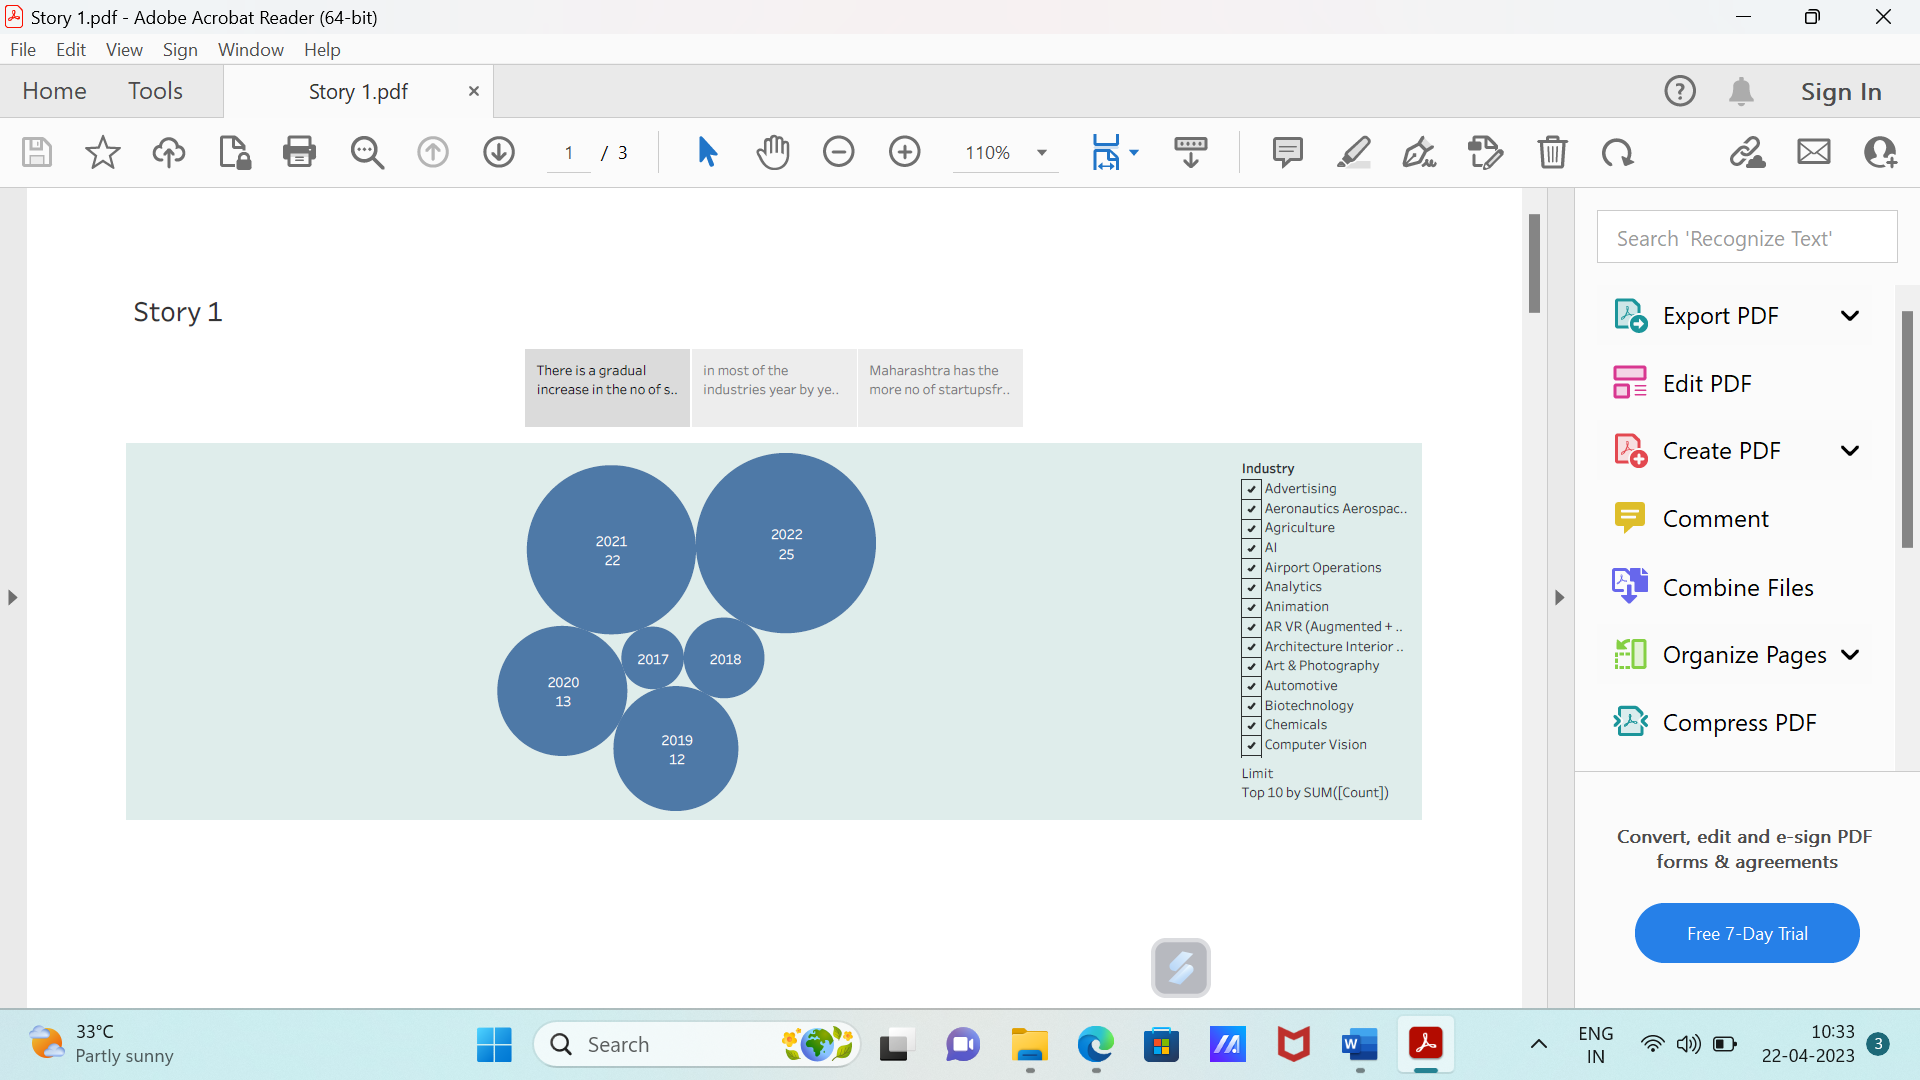 Story 1.pdf - Adobe Acrobat Reader (64-bit)
File Edit View Sign Window Help
Home Tools Story 1.pdf × Sign In
1 / 3 110%
Search 'Recognize Text'
Export PDF
Edit PDF
Create PDF
Comment
Combine Files
Organize Pages
Compress PDF
Convert, edit and e-sign PDF
forms & agreements
Free 7-Day Trial
Story 1
There is a gradual
increase in the no of s..
in most of the
industries year by ye..
Maharashtra has the
more no of startupsfr..
2021
22
2022
25
2017
2018
2020
13
2019
12
Industry
Advertising
Aeronautics Aerospac..
Agriculture
AI
Airport Operations
Analytics
Animation
AR VR (Augmented + ..
Architecture Interior ..
Art & Photography
Automotive
Biotechnology
Chemicals
Computer Vision
Limit
Top 10 by SUM([Count])
33°C
Partly sunny
Search
ENG
IN
10:33
22-04-2023
3